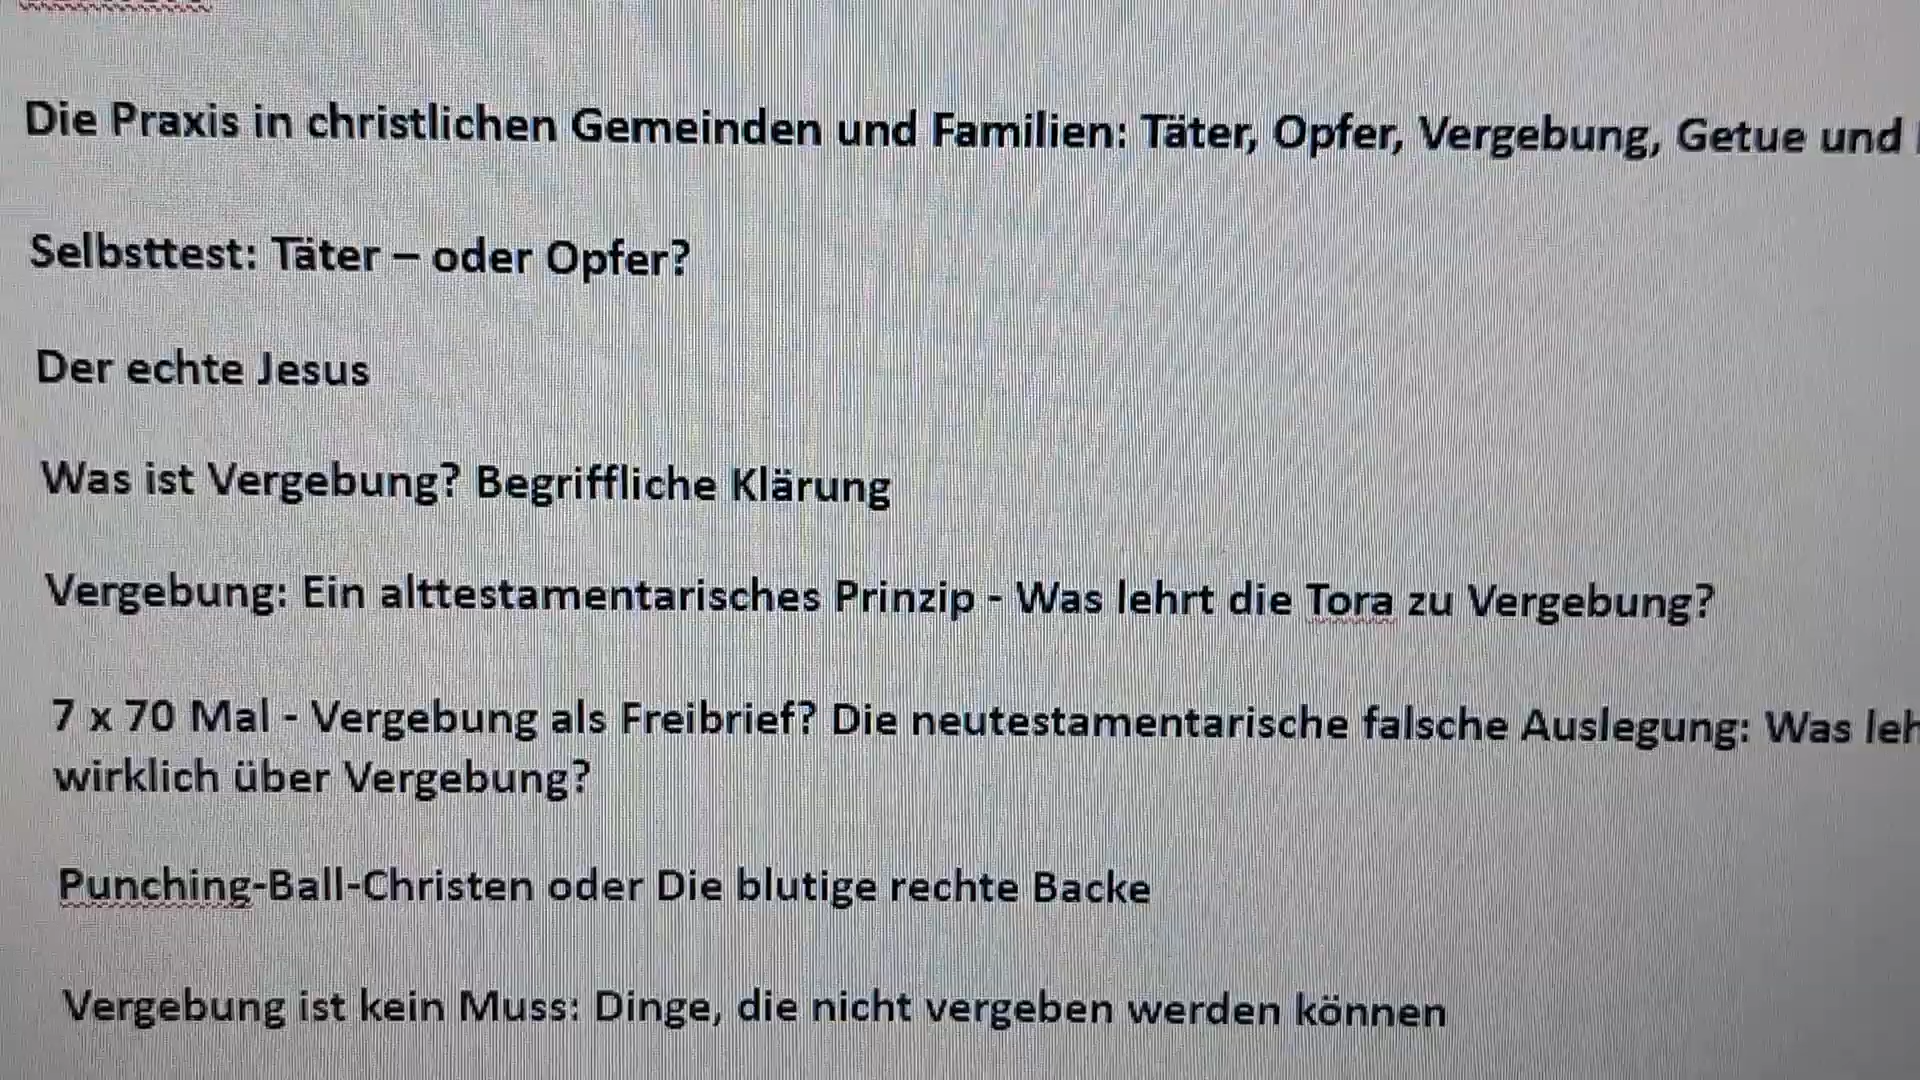 Die Praxis in christlichen Gemeinden und Familien: Täter, Opfer, Vergebung, Getue und
Selbsttest: Täter – oder Opfer?
Der echte Jesus
Was ist Vergebung? Begriffliche Klärung
Vergebung: Ein alttestamentarisches Prinzip - Was lehrt die Tora zu Vergebung?
7 x 70 Mal - Vergebung als Freibrief? Die neutestamentarische falsche Auslegung: Was leh
wirklich über Vergebung?
Punching-Ball-Christen oder Die blutige rechte Backe
Vergebung ist kein Muss: Dinge, die nicht vergeben werden können